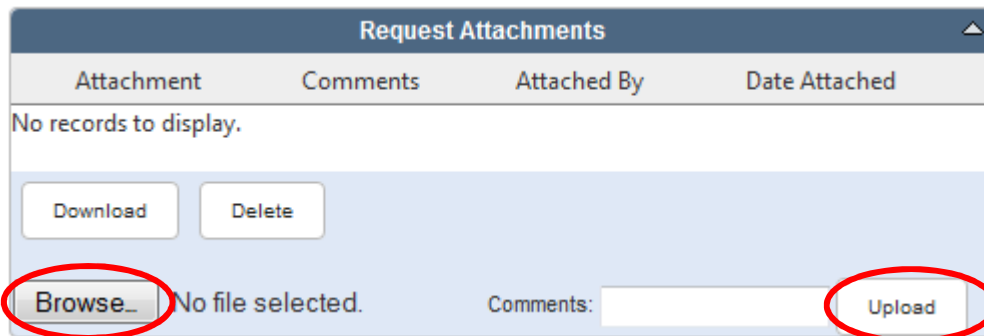 Request Attachments
Attachment Comments Attached By Date Attached
No records to display.
Download Delete
Browse... No file selected. Comments: Upload